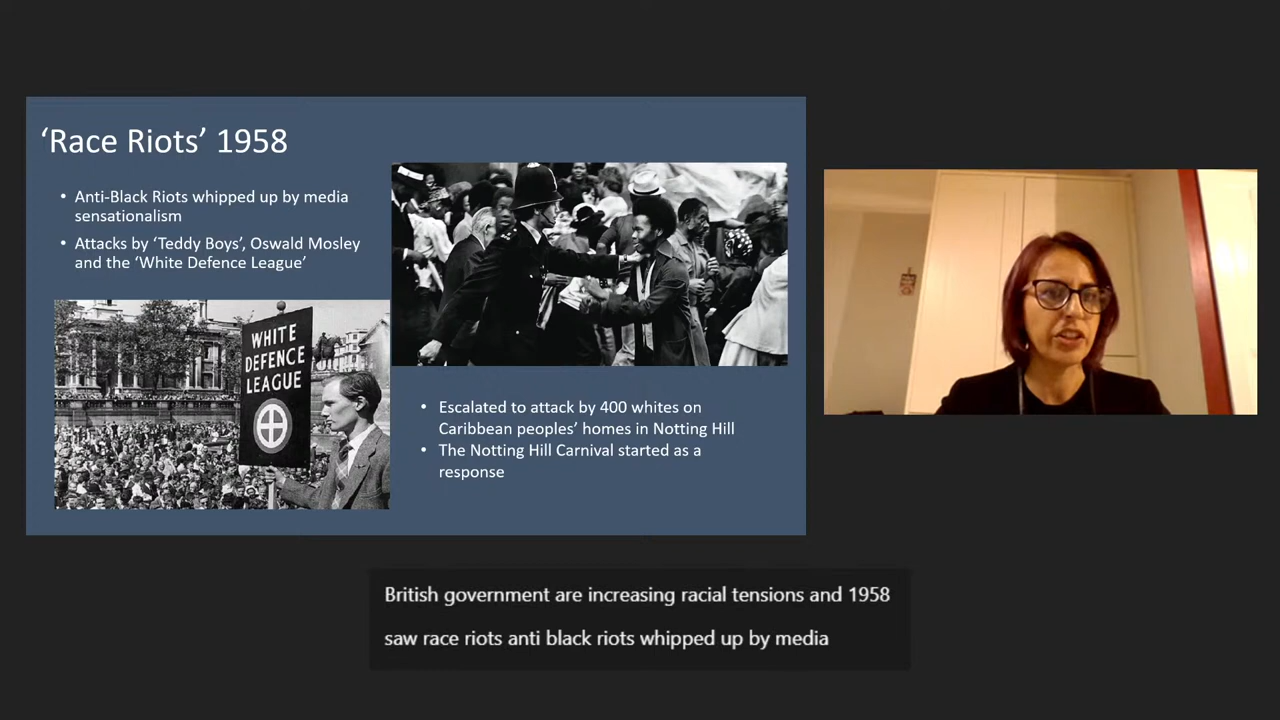 ‘Race Riots’ 1958
• Anti-Black Riots whipped up by media
sensationalism
• Attacks by ‘Teddy Boys’, Oswald Mosley
and the ‘White Defence League’
WHITE
DEFENCE
LEAGUE
• Escalated to attack by 400 whites on
Caribbean peoples’ homes in Notting Hill
• The Notting Hill Carnival started as a
response
British government are increasing racial tensions and 1958
saw race riots anti black riots whipped up by media